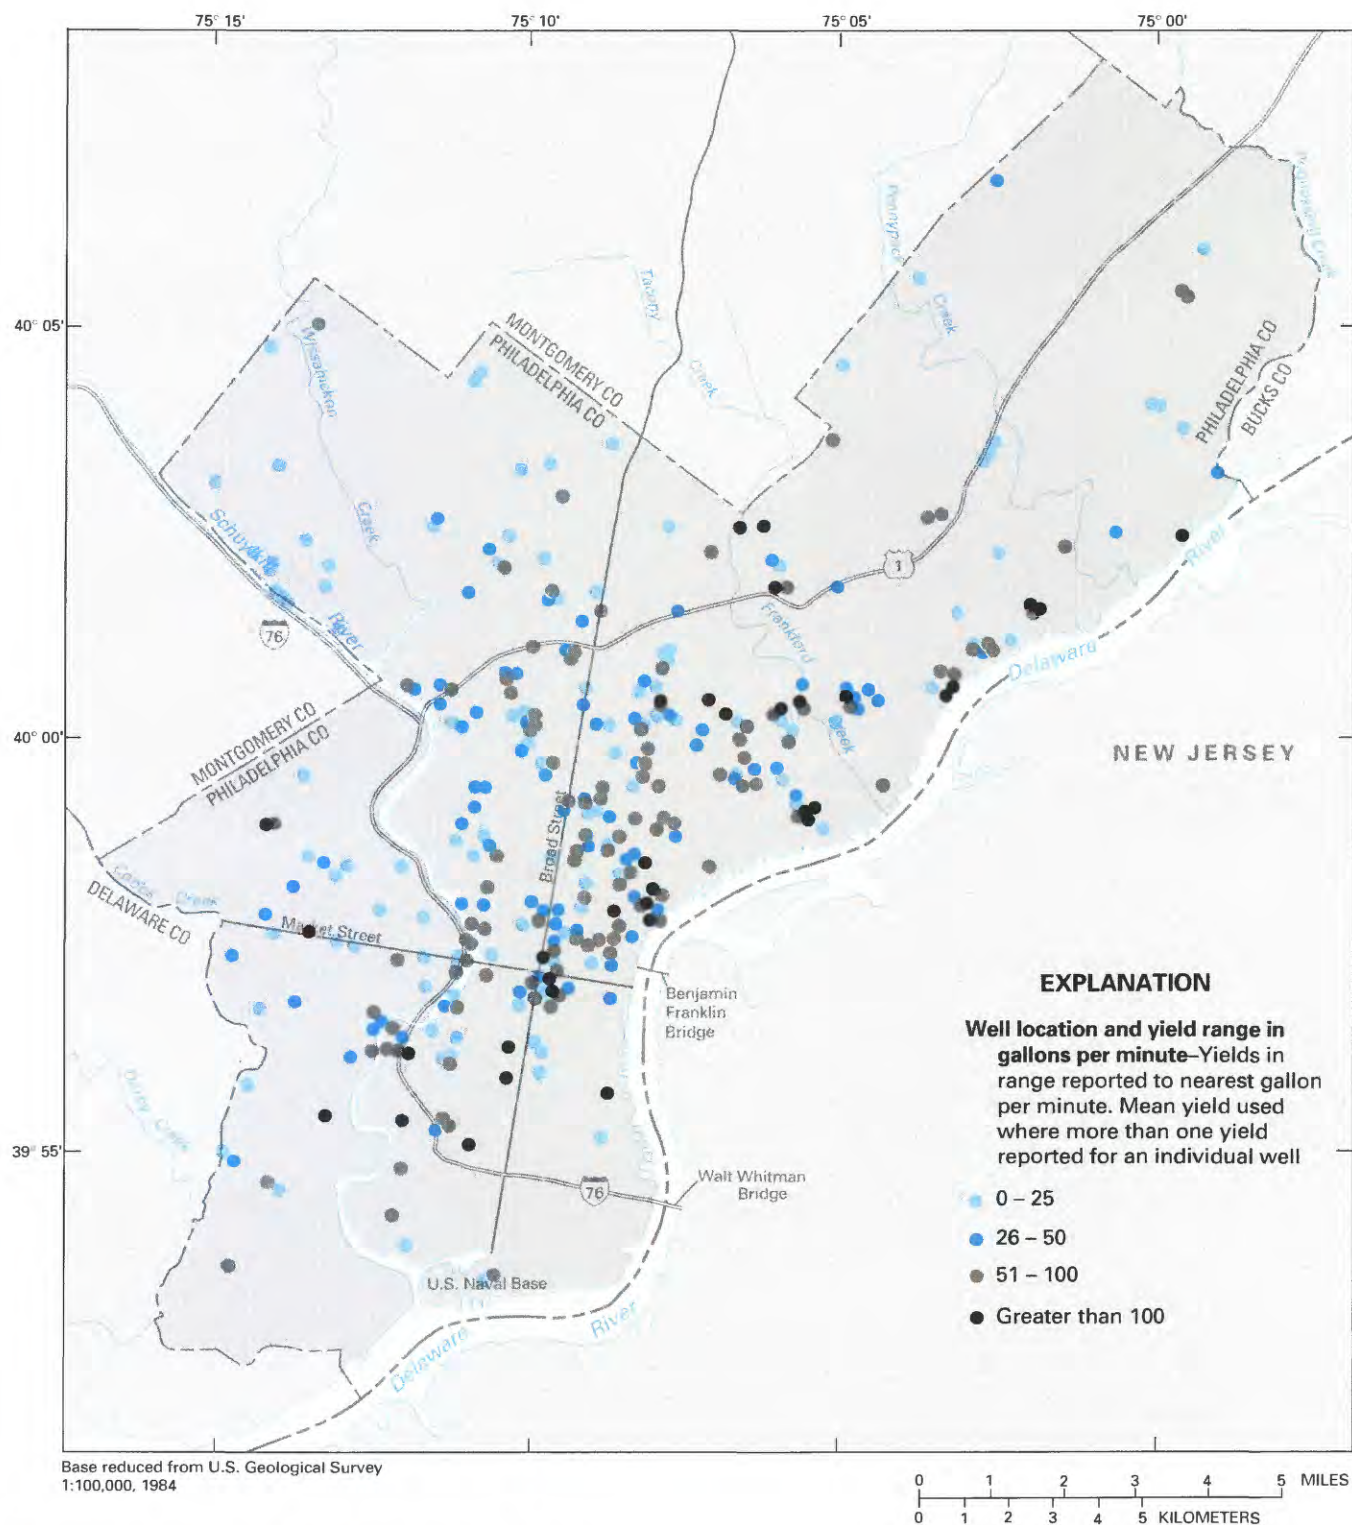 75° 15'
75° 10'
75° 05'
75° 00'
40° 05'
40° 00'
39° 55'
Wissahickon
Creek
Tacony
Creek
Pennypack
Creek
MONTGOMERY CO
PHILADELPHIA CO
PHILADELPHIA CO
BUCKS CO
Schuylkill
River
76
1
Frankford
Creek
Delaware
River
MONTGOMERY CO
PHILADELPHIA CO
NEW JERSEY
Broad Street
Creek
DELAWARE CO
Market Street
Benjamin
Franklin
Bridge
Darby Creek
Walt Whitman
Bridge
76
U.S. Naval Base
Delaware
River
EXPLANATION
Well location and yield range in
gallons per minute–Yields in
range reported to nearest gallon
per minute. Mean yield used
where more than one yield
reported for an individual well
0 – 25
26 – 50
51 – 100
Greater than 100
Base reduced from U.S. Geological Survey
1:100,000, 1984
0 1 2 3 4 5 MILES
0 1 2 3 4 5 KILOMETERS